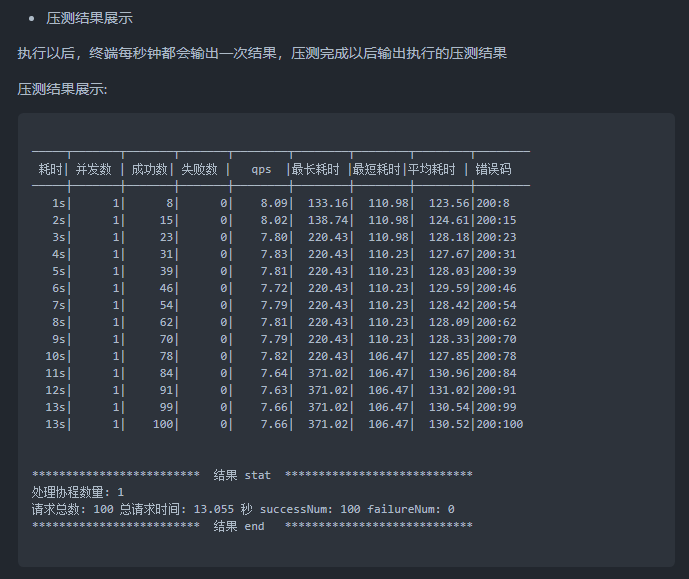 • 压测结果展示
执行以后，终端每秒钟都会输出一次结果，压测完成以后输出执行的压测结果
压测结果展示:
─────┬───────┬───────┬───────┬────────┬────────┬────────┬────────┬────────
 耗时│ 并发数 │ 成功数│ 失败数 │   qps  │最长耗时 │最短耗时│平均耗时 │ 错误码
─────┼───────┼───────┼───────┼────────┼────────┼────────┼────────┼────────
   1s│      1│      8│      0│    8.09│  133.16│  110.98│  123.56│200:8
   2s│      1│     15│      0│    8.02│  138.74│  110.98│  124.61│200:15
   3s│      1│     23│      0│    7.80│  220.43│  110.98│  128.18│200:23
   4s│      1│     31│      0│    7.83│  220.43│  110.23│  127.67│200:31
   5s│      1│     39│      0│    7.81│  220.43│  110.23│  128.03│200:39
   6s│      1│     46│      0│    7.72│  220.43│  110.23│  129.59│200:46
   7s│      1│     54│      0│    7.79│  220.43│  110.23│  128.42│200:54
   8s│      1│     62│      0│    7.81│  220.43│  110.23│  128.09│200:62
   9s│      1│     70│      0│    7.79│  220.43│  110.23│  128.33│200:70
  10s│      1│     78│      0│    7.82│  220.43│  106.47│  127.85│200:78
  11s│      1│     84│      0│    7.64│  371.02│  106.47│  130.96│200:84
  12s│      1│     91│      0│    7.63│  371.02│  106.47│  131.02│200:91
  13s│      1│     99│      0│    7.66│  371.02│  106.47│  130.54│200:99
  13s│      1│    100│      0│    7.66│  371.02│  106.47│  130.52│200:100
*************************  结果 stat  ****************************
处理协程数量: 1
请求总数: 100 总请求时间: 13.055 秒 successNum: 100 failureNum: 0
*************************  结果 end   ****************************